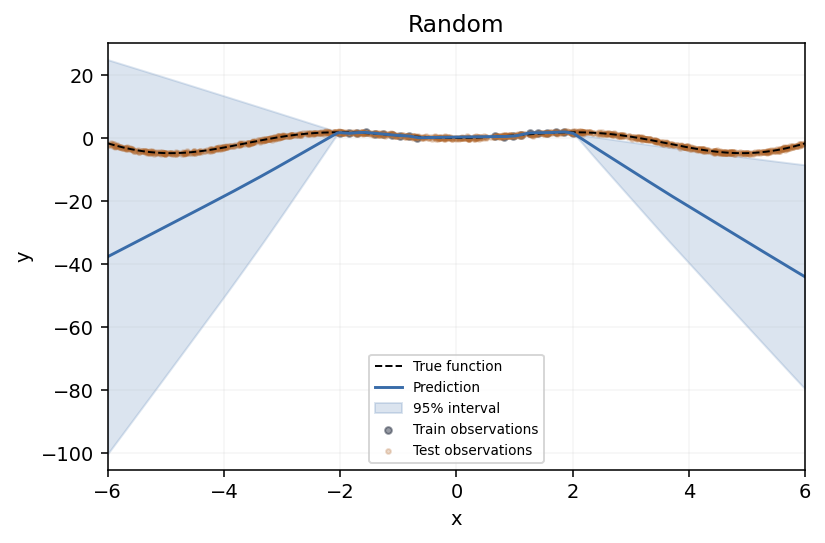 Random
20
0
−20
−40
−60
−80
−100
y
−6
−4
−2
0
2
4
6
x
True function
Prediction
95% interval
Train observations
Test observations